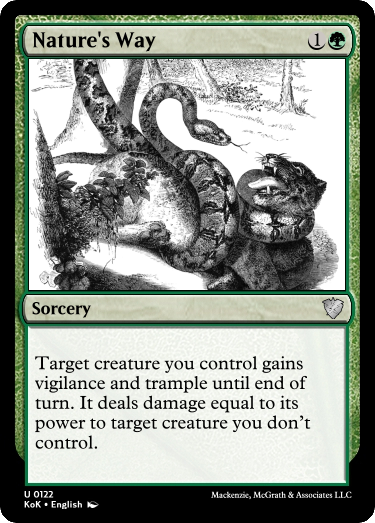 Nature's Way 1
Sorcery
Target creature you control gains
vigilance and trample until end of
turn. It deals damage equal to its
power to target creature you don't
control.
U 0122
KoK • English
Mackenzie, McGrath & Associates LLC